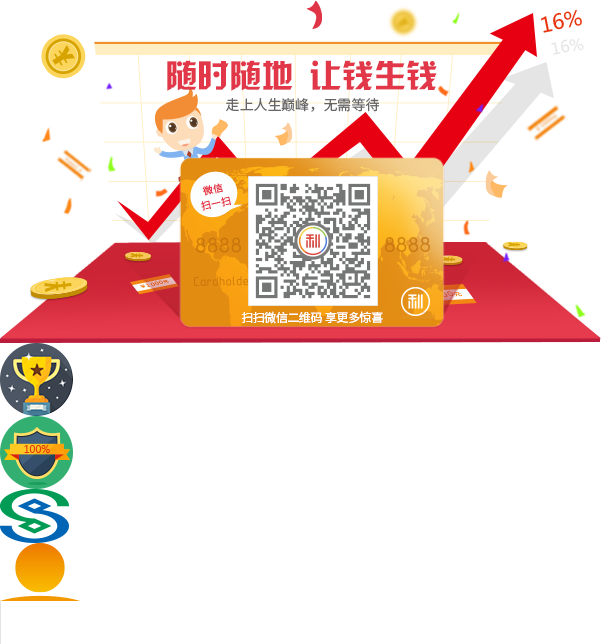 16%
16%
随时随地 让钱生钱
走上人生巅峰，无需等待
微信
扫一扫
利
8888
8888
Cardholde
利
扫扫微信二维码 享更多惊喜
100%